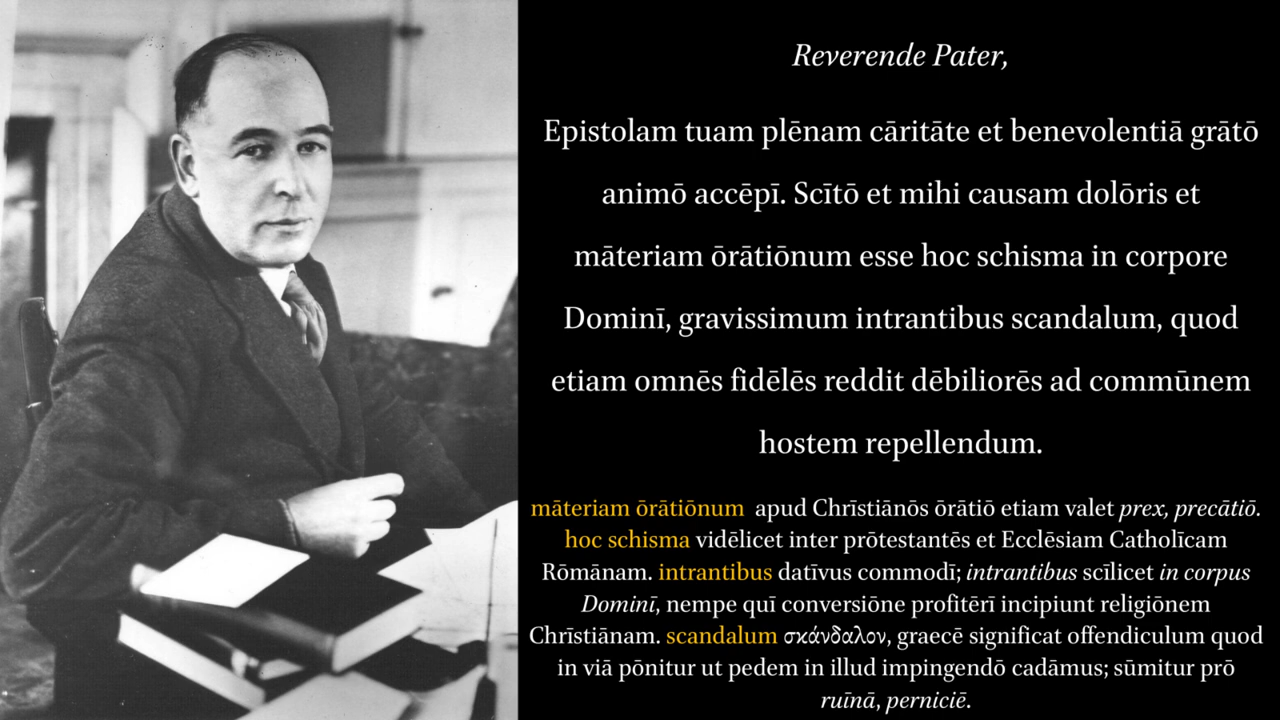 Reverende Pater,
Epistolam tuam plēnam cāritāte et benevolentiā grātō
animō accēpī. Scītō et mihi causam dolōris et
māteriam ōrātiōnum esse hoc schisma in corpore
Dominī, gravissimum intrantibus scandalum, quod
etiam omnēs fidēlēs reddit dēbiliorēs ad commūnem
hostem repellendum.
māteriam ōrātiōnum apud Chrīstiānōs ōrātiō etiam valet prex, precātiō.
hoc schisma vidēlicet inter prōtestantēs et Ecclēsiam Catholīcam
Rōmānam. intrantibus datīvus commodī; intrantibus scīlicet in corpus
Dominī, nempe quī conversiōne profitērī incipiunt religiōnem
Chrīstiānam. scandalum σκάνδαλον, graecē significat offendiculum quod
in viā pōnitur ut pedem in illud impingendō cadāmus; sūmitur prō
ruīnā, perniciē.